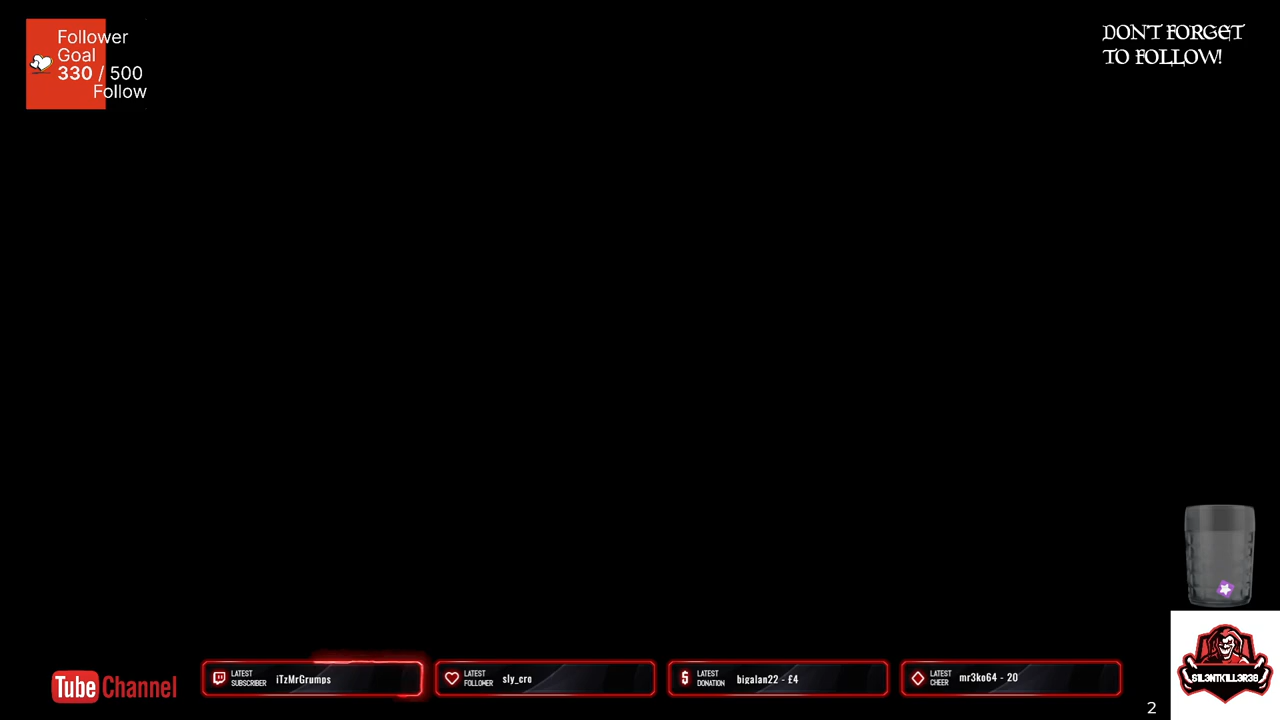 Follower
Goal
330 / 500
Follow
DON'T FORGET
TO FOLLOW!
Tube Channel
LATEST
SUBSCRIBER
iTzMrGrumps
LATEST
FOLLOWER
sly_cro
LATEST
DONATION
bigalan22 - £4
LATEST
CHEER
mr3ko64 - 20
2
S1L3NTK1LL3R36